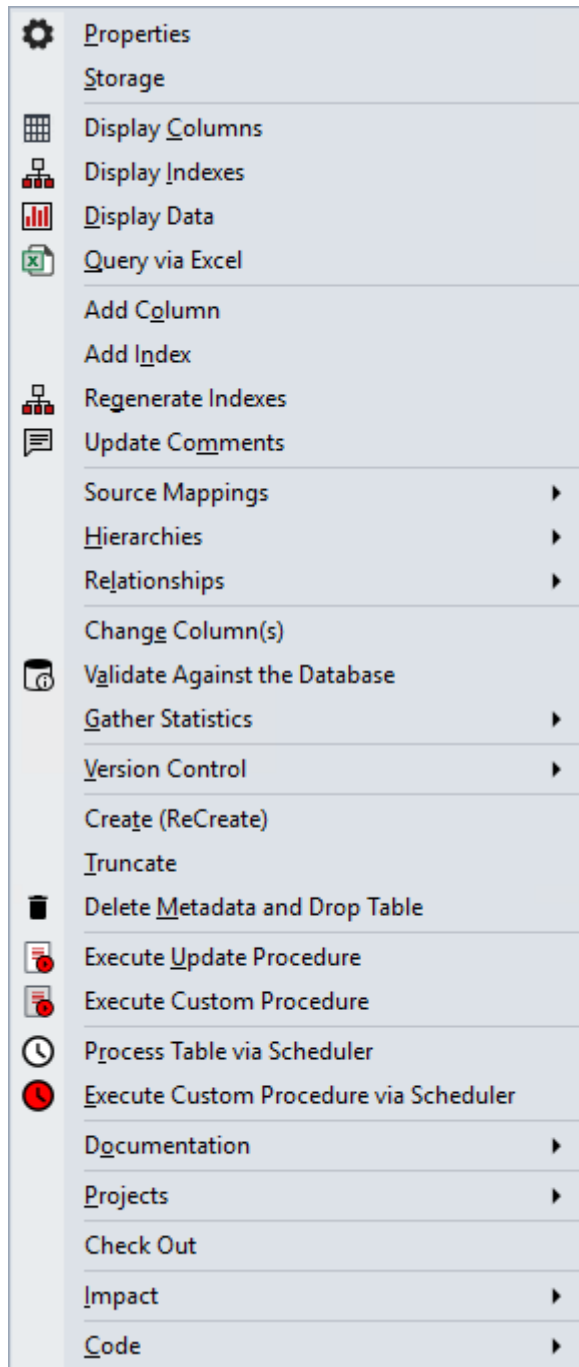 Properties
Storage
Display Columns
Display Indexes
Display Data
Query via Excel
Add Column
Add Index
Regenerate Indexes
Update Comments
Source Mappings
Hierarchies
Relationships
Change Column(s)
Validate Against the Database
Gather Statistics
Version Control
Create (ReCreate)
Truncate
Delete Metadata and Drop Table
Execute Update Procedure
Execute Custom Procedure
Process Table via Scheduler
Execute Custom Procedure via Scheduler
Documentation
Projects
Check Out
Impact
Code